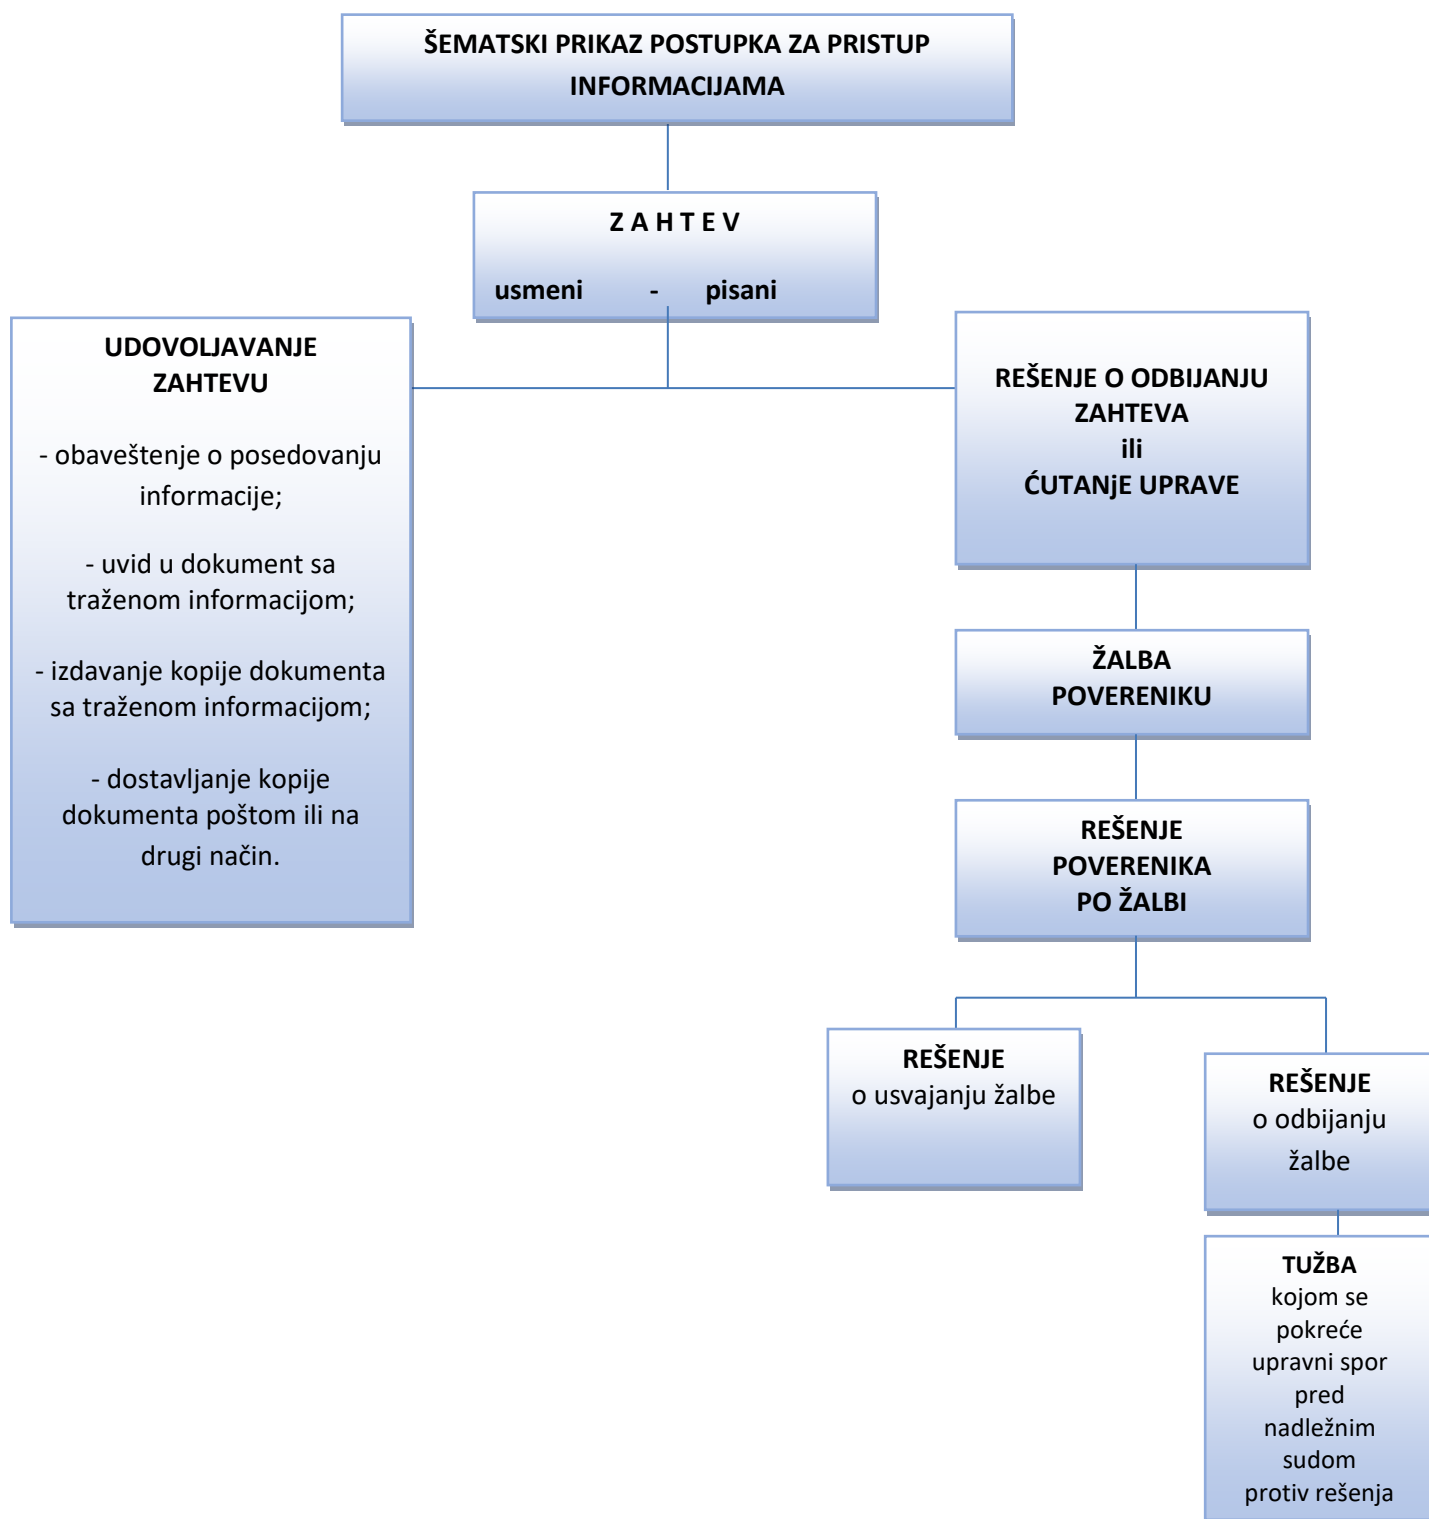 ŠEMATSKI PRIKAZ POSTUPKA ZA PRISTUP
INFORMACIJAMA
Z A H T E V
usmeni - pisani
UDOVOLJAVANJE
ZAHTEVU
- obaveštenje o posedovanju
informacije;
- uvid u dokument sa
traženom informacijom;
- izdavanje kopije dokumenta
sa traženom informacijom;
- dostavljanje kopije
dokumenta poštom ili na
drugi način.
REŠENJE O ODBIJANJU
ZAHTEVA
ili
ĆUTANjE UPRAVE
ŽALBA
POVERENIKU
REŠENJE
POVERENIKA
PO ŽALBI
REŠENJE
o usvajanju žalbe
REŠENJE
o odbijanju
žalbe
TUŽBA
kojom se
pokreće
upravni spor
pred
nadležnim
sudom
protiv rešenja